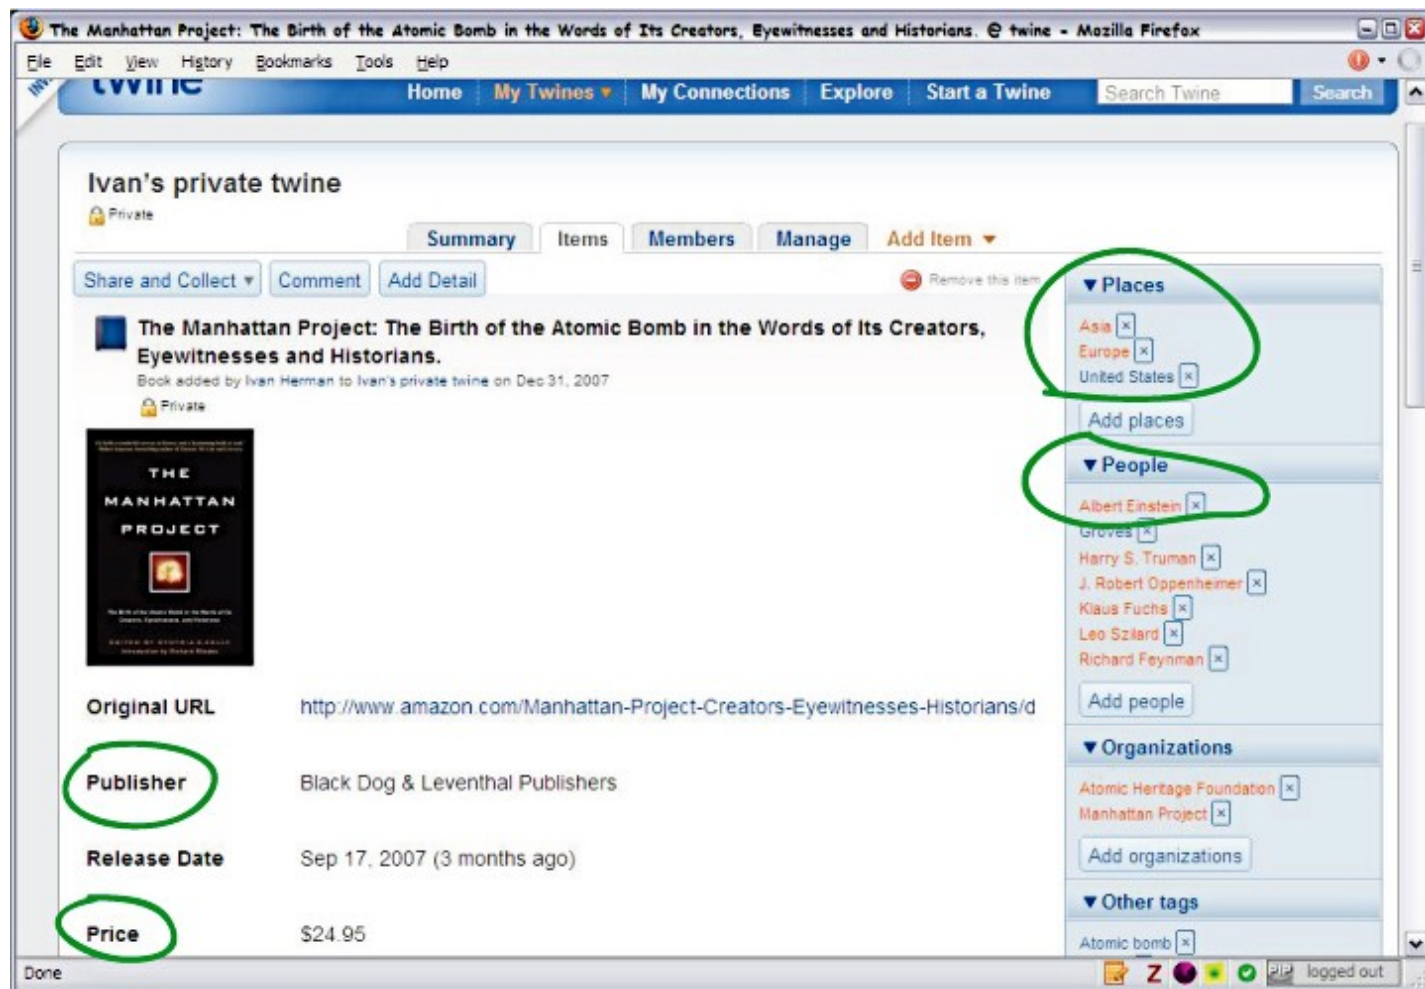 The Manhattan Project: The Birth of the Atomic Bomb in the Words of Its Creators, Eyewitnesses and Historians. @ twine - Mozilla Firefox
File Edit View History Bookmarks Tools Help
twine
Home My Twines ▾ My Connections Explore Start a Twine Search Twine Search
Ivan's private twine
Private
Summary Items Members Manage Add Item ▾
Share and Collect ▾ Comment Add Detail Remove this item
The Manhattan Project: The Birth of the Atomic Bomb in the Words of Its Creators,
Eyewitnesses and Historians.
Book added by Ivan Herman to Ivan's private twine on Dec 31, 2007
Private
THE
MANHATTAN
PROJECT
Original URL http://www.amazon.com/Manhattan-Project-Creators-Eyewitnesses-Historians/d
Publisher Black Dog & Leventhal Publishers
Release Date Sep 17, 2007 (3 months ago)
Price $24.95
▾ Places
Asia x
Europe x
United States x
Add places
▾ People
Albert Einstein x
Groves x
Harry S. Truman x
J. Robert Oppenheimer x
Klaus Fuchs x
Leo Szilard x
Richard Feynman x
Add people
▾ Organizations
Atomic Heritage Foundation x
Manhattan Project x
Add organizations
▾ Other tags
Atomic bomb x
Done Z logged out